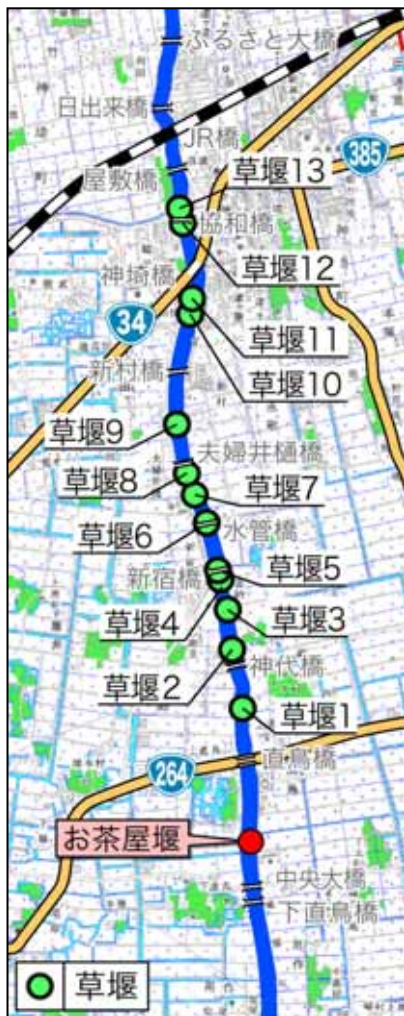 ふるさと大橋
日出来橋
JR橋
385
屋敷橋
草堰13
協和橋
草堰12
神埼橋
34
草堰11
草堰10
新村橋
草堰9
夫婦井樋橋
草堰8
草堰7
草堰6
水管橋
草堰5
新宿橋
草堰4
草堰3
草堰2
神代橋
草堰1
直鳥橋
264
お茶屋堰
中央大橋
下直鳥橋
草堰